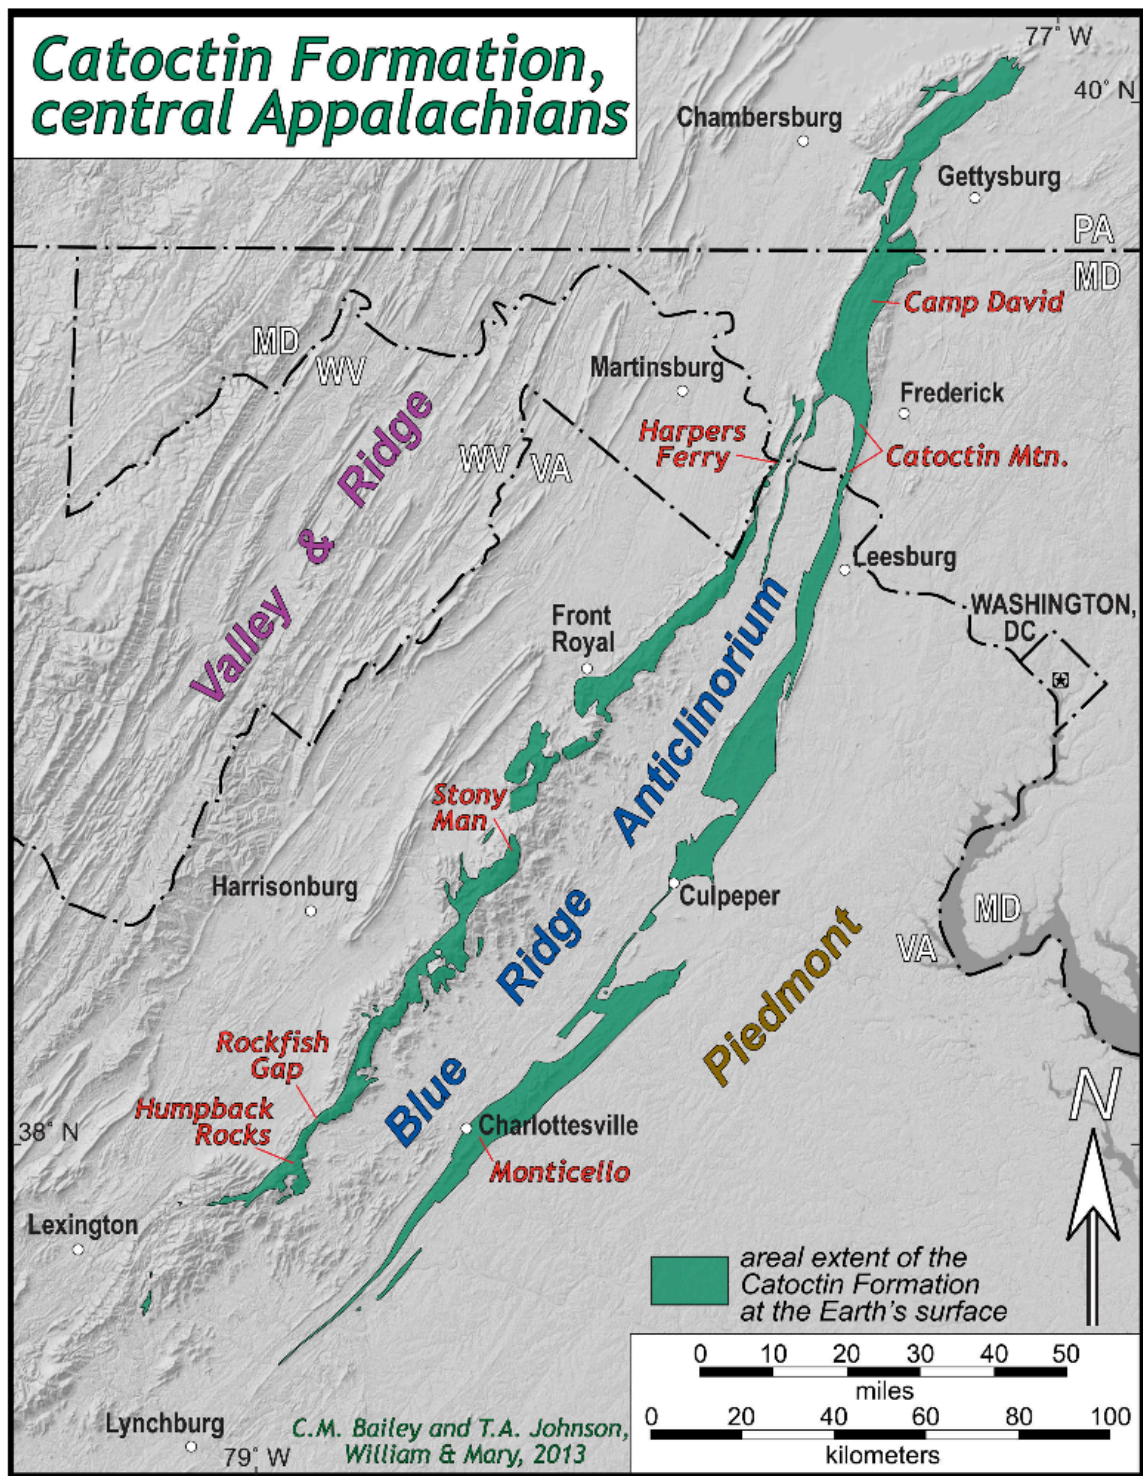 Catoctin Formation,
central Appalachians
77° W
40° N
Chambersburg
Gettysburg
PA
MD
Camp David
MD
WV
Martinsburg
Frederick
Harpers
Ferry
Catoctin Mtn.
WV
VA
Valley & Ridge
Leesburg
WASHINGTON,
DC
Front
Royal
Blue Ridge Anticlinorium
Stony
Man
Harrisonburg
Culpeper
MD
VA
Piedmont
Rockfish
Gap
Humpback
Rocks
38° N
Charlottesville
Monticello
N
Lexington
areal extent of the
Catoctin Formation
at the Earth's surface
0 10 20 30 40 50
miles
0 20 40 60 80 100
kilometers
Lynchburg
79° W
C.M. Bailey and T.A. Johnson,
William & Mary, 2013